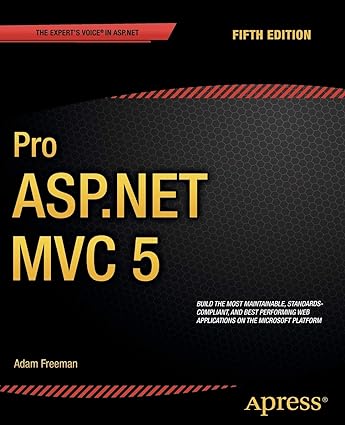 THE EXPERT'S VOICE® IN ASP.NET
FIFTH EDITION
Pro
ASP.NET
MVC 5
BUILD THE MOST MAINTAINABLE, STANDARDS-
COMPLIANT, AND BEST PERFORMING WEB
APPLICATIONS ON THE MICROSOFT PLATFORM
Adam Freeman
Apress®